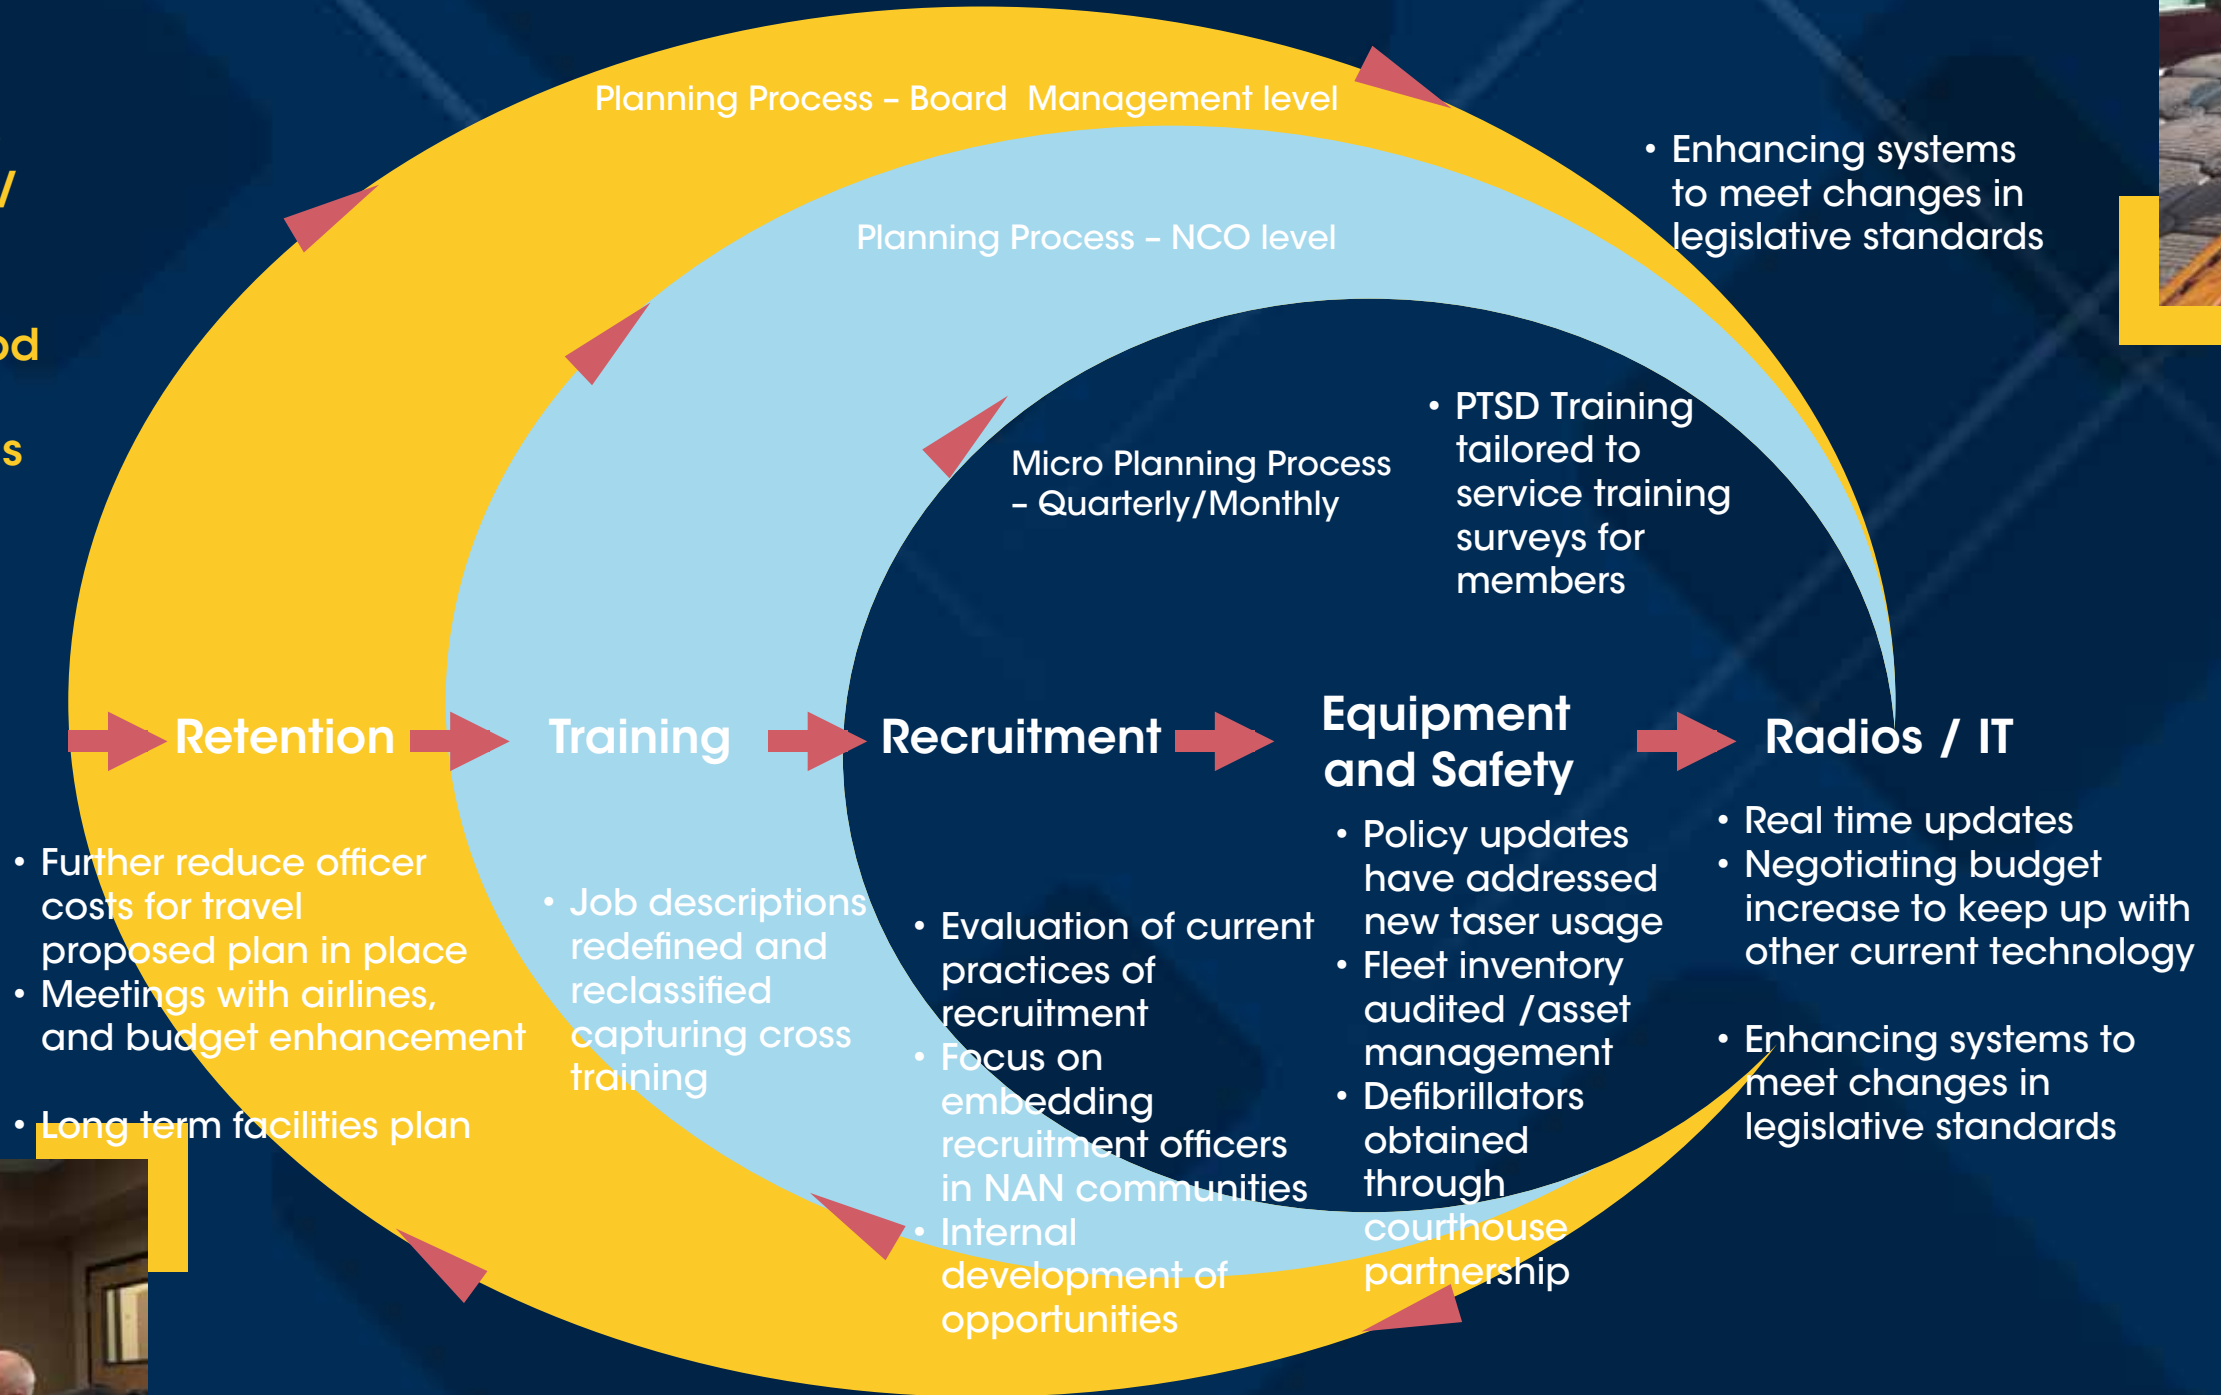 Planning Process – Board Management level
Planning Process – NCO level
Micro Planning Process
– Quarterly/Monthly
• Enhancing systems
to meet changes in
legislative standards
• PTSD Training
tailored to
service training
surveys for
members
Retention
• Further reduce officer
costs for travel
proposed plan in place
• Meetings with airlines,
and budget enhancement
• Long term facilities plan
Training
• Job descriptions
redefined and
reclassified
capturing cross
training
Recruitment
• Evaluation of current
practices of
recruitment
• Focus on
embedding
recruitment officers
in NAN communities
• Internal
development of
opportunities
Equipment
and Safety
• Policy updates
have addressed
new taser usage
• Fleet inventory
audited /asset
management
• Defibrillators
obtained
through
courthouse
partnership
Radios / IT
• Real time updates
• Negotiating budget
increase to keep up with
other current technology
• Enhancing systems to
meet changes in
legislative standards